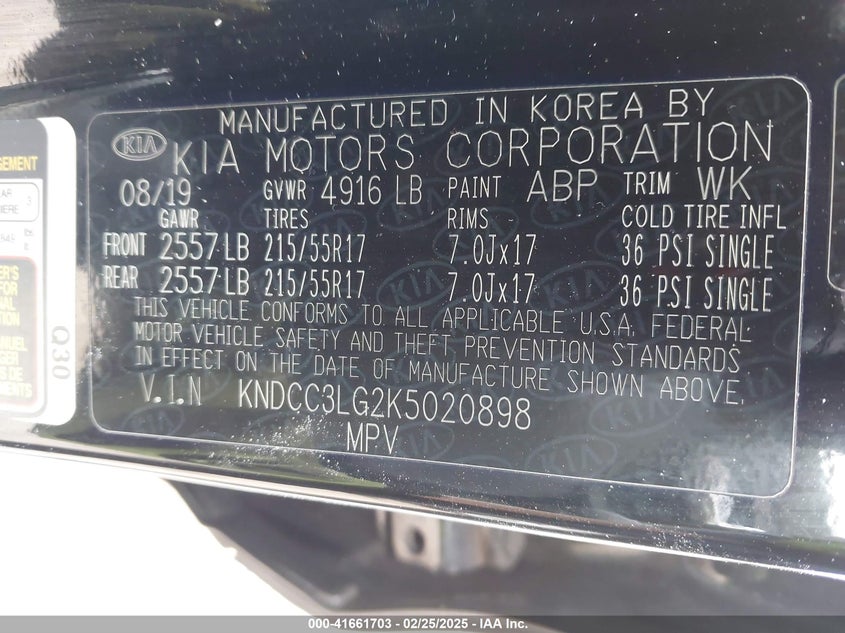 MANUFACTURED IN KOREA BY
KIA KIA MOTORS CORPORATION
08/19 GVWR 4916 LB PAINT ABP TRIM WK
GAWR TIRES RIMS COLD TIRE INFL
FRONT 2557 LB 215/55R17 7.0Jx17 36 PSI SINGLE
REAR 2557 LB 215/55R17 7.0Jx17 36 PSI SINGLE
THIS VEHICLE CONFORMS TO ALL APPLICABLE U.S.A. FEDERAL
MOTOR VEHICLE SAFETY AND THEFT PREVENTION STANDARDS
IN EFFECT ON THE DATE OF MANUFACTURE SHOWN ABOVE.
V.I.N KNDCC3LG2K5020898
MPV
Q30
000-41661703 - 02/25/2025 - IAA Inc.